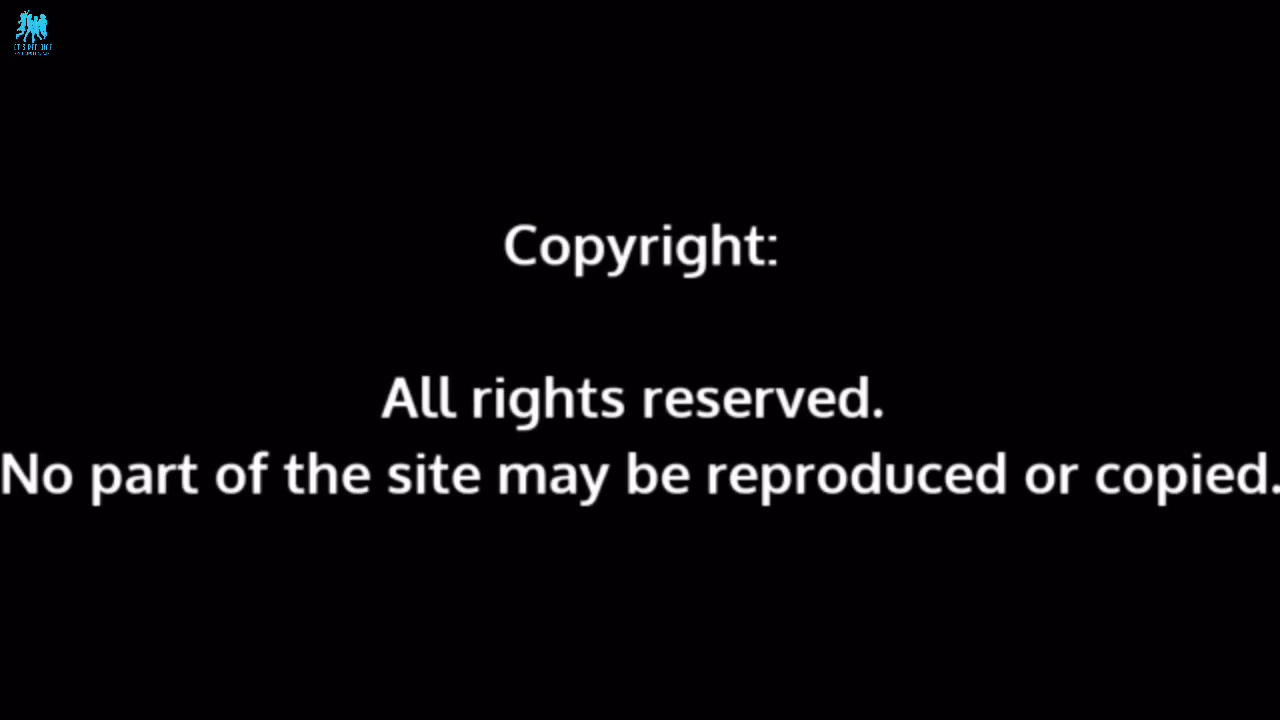 Copyright:
All rights reserved.
No part of the site may be reproduced or copied.